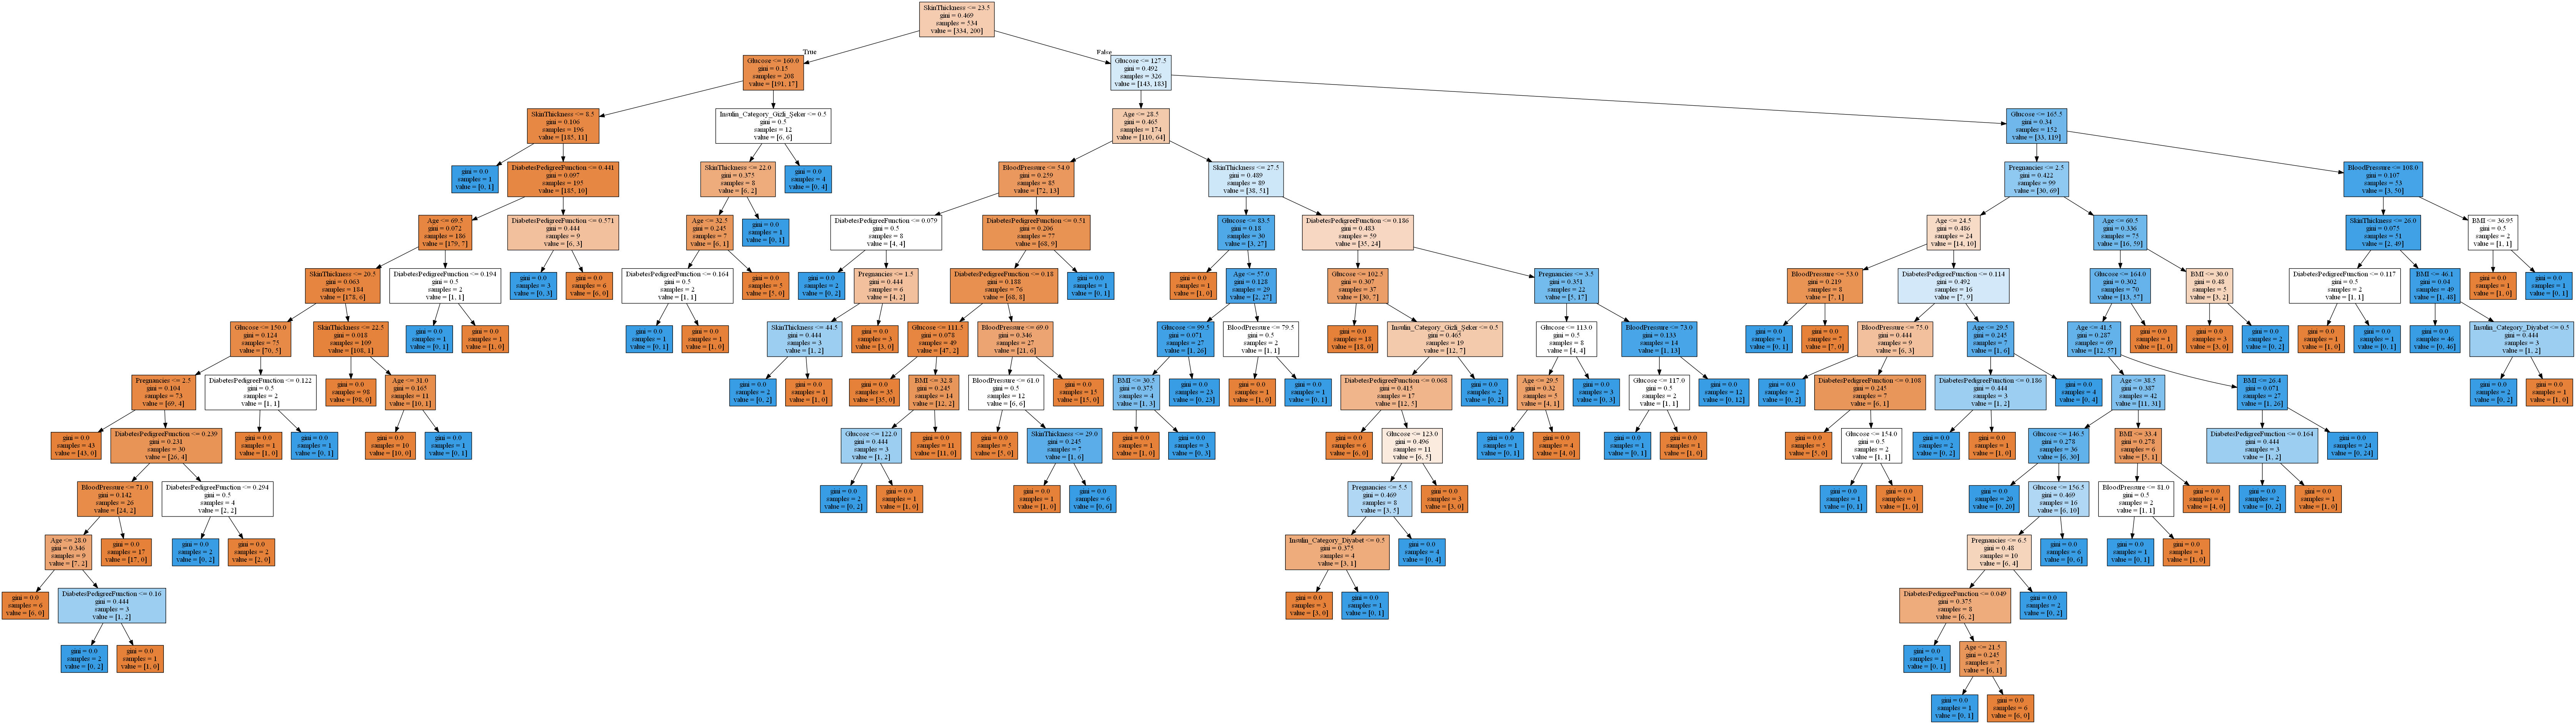 SkinThickness <= 23.5
gini = 0.469
samples = 534
value = [334, 200]
True
False
Glucose <= 160.0
gini = 0.15
samples = 208
value = [191, 17]
Glucose <= 127.5
gini = 0.492
samples = 326
value = [143, 183]
SkinThickness <= 8.5
gini = 0.106
samples = 196
value = [185, 11]
Insulin_Category_Gizli_Şeker <= 0.5
gini = 0.5
samples = 12
value = [6, 6]
Age <= 28.5
gini = 0.465
samples = 174
value = [110, 64]
Glucose <= 165.5
gini = 0.34
samples = 152
value = [33, 119]
gini = 0.0
samples = 1
value = [0, 1]
DiabetesPedigreeFunction <= 0.441
gini = 0.097
samples = 195
value = [185, 10]
SkinThickness <= 22.0
gini = 0.375
samples = 8
value = [6, 2]
gini = 0.0
samples = 4
value = [0, 4]
BloodPressure <= 54.0
gini = 0.259
samples = 85
value = [72, 13]
SkinThickness <= 27.5
gini = 0.489
samples = 89
value = [38, 51]
Pregnancies <= 2.5
gini = 0.422
samples = 99
value = [30, 69]
BloodPressure <= 108.0
gini = 0.107
samples = 53
value = [3, 50]
Age <= 69.5
gini = 0.072
samples = 186
value = [179, 7]
DiabetesPedigreeFunction <= 0.571
gini = 0.444
samples = 9
value = [6, 3]
Age <= 32.5
gini = 0.245
samples = 7
value = [6, 1]
gini = 0.0
samples = 1
value = [0, 1]
DiabetesPedigreeFunction <= 0.079
gini = 0.5
samples = 8
value = [4, 4]
DiabetesPedigreeFunction <= 0.51
gini = 0.206
samples = 77
value = [68, 9]
Glucose <= 83.5
gini = 0.18
samples = 30
value = [3, 27]
DiabetesPedigreeFunction <= 0.186
gini = 0.483
samples = 59
value = [35, 24]
Age <= 24.5
gini = 0.486
samples = 24
value = [14, 10]
Age <= 60.5
gini = 0.336
samples = 75
value = [16, 59]
SkinThickness <= 26.0
gini = 0.075
samples = 51
value = [2, 49]
BMI <= 36.95
gini = 0.5
samples = 2
value = [1, 1]
SkinThickness <= 20.5
gini = 0.063
samples = 184
value = [178, 6]
DiabetesPedigreeFunction <= 0.194
gini = 0.5
samples = 2
value = [1, 1]
gini = 0.0
samples = 3
value = [0, 3]
gini = 0.0
samples = 6
value = [6, 0]
DiabetesPedigreeFunction <= 0.164
gini = 0.5
samples = 2
value = [1, 1]
gini = 0.0
samples = 5
value = [5, 0]
gini = 0.0
samples = 2
value = [0, 2]
Pregnancies <= 1.5
gini = 0.444
samples = 6
value = [4, 2]
DiabetesPedigreeFunction <= 0.18
gini = 0.188
samples = 76
value = [68, 8]
gini = 0.0
samples = 1
value = [0, 1]
gini = 0.0
samples = 1
value = [1, 0]
Age <= 57.0
gini = 0.128
samples = 29
value = [2, 27]
Glucose <= 102.5
gini = 0.307
samples = 37
value = [30, 7]
Pregnancies <= 3.5
gini = 0.351
samples = 22
value = [5, 17]
BloodPressure <= 53.0
gini = 0.219
samples = 8
value = [7, 1]
DiabetesPedigreeFunction <= 0.114
gini = 0.492
samples = 16
value = [7, 9]
Glucose <= 164.0
gini = 0.302
samples = 70
value = [13, 57]
BMI <= 30.0
gini = 0.48
samples = 5
value = [3, 2]
DiabetesPedigreeFunction <= 0.117
gini = 0.5
samples = 2
value = [1, 1]
BMI <= 46.1
gini = 0.04
samples = 49
value = [1, 48]
gini = 0.0
samples = 1
value = [1, 0]
gini = 0.0
samples = 1
value = [0, 1]
Glucose <= 150.0
gini = 0.124
samples = 75
value = [70, 5]
SkinThickness <= 22.5
gini = 0.018
samples = 109
value = [108, 1]
gini = 0.0
samples = 1
value = [0, 1]
gini = 0.0
samples = 1
value = [1, 0]
gini = 0.0
samples = 1
value = [0, 1]
gini = 0.0
samples = 1
value = [1, 0]
SkinThickness <= 44.5
gini = 0.444
samples = 3
value = [1, 2]
gini = 0.0
samples = 3
value = [3, 0]
Glucose <= 111.5
gini = 0.078
samples = 49
value = [47, 2]
BloodPressure <= 69.0
gini = 0.346
samples = 27
value = [21, 6]
Glucose <= 99.5
gini = 0.071
samples = 27
value = [1, 26]
BloodPressure <= 79.5
gini = 0.5
samples = 2
value = [1, 1]
gini = 0.0
samples = 18
value = [18, 0]
Insulin_Category_Gizli_Şeker <= 0.5
gini = 0.465
samples = 19
value = [12, 7]
Glucose <= 113.0
gini = 0.5
samples = 8
value = [4, 4]
BloodPressure <= 73.0
gini = 0.133
samples = 14
value = [1, 13]
gini = 0.0
samples = 1
value = [0, 1]
gini = 0.0
samples = 7
value = [7, 0]
BloodPressure <= 75.0
gini = 0.444
samples = 9
value = [6, 3]
Age <= 29.5
gini = 0.245
samples = 7
value = [1, 6]
Age <= 41.5
gini = 0.287
samples = 69
value = [12, 57]
gini = 0.0
samples = 1
value = [1, 0]
gini = 0.0
samples = 3
value = [3, 0]
gini = 0.0
samples = 2
value = [0, 2]
gini = 0.0
samples = 1
value = [1, 0]
gini = 0.0
samples = 1
value = [0, 1]
gini = 0.0
samples = 46
value = [0, 46]
Insulin_Category_Diyabet <= 0.5
gini = 0.444
samples = 3
value = [1, 2]
Pregnancies <= 2.5
gini = 0.104
samples = 73
value = [69, 4]
DiabetesPedigreeFunction <= 0.122
gini = 0.5
samples = 2
value = [1, 1]
gini = 0.0
samples = 98
value = [98, 0]
Age <= 31.0
gini = 0.165
samples = 11
value = [10, 1]
gini = 0.0
samples = 2
value = [0, 2]
gini = 0.0
samples = 1
value = [1, 0]
gini = 0.0
samples = 35
value = [35, 0]
BMI <= 32.8
gini = 0.245
samples = 14
value = [12, 2]
BloodPressure <= 61.0
gini = 0.5
samples = 12
value = [6, 6]
gini = 0.0
samples = 15
value = [15, 0]
BMI <= 30.5
gini = 0.375
samples = 4
value = [1, 3]
gini = 0.0
samples = 23
value = [0, 23]
gini = 0.0
samples = 1
value = [1, 0]
gini = 0.0
samples = 1
value = [0, 1]
DiabetesPedigreeFunction <= 0.068
gini = 0.415
samples = 17
value = [12, 5]
gini = 0.0
samples = 2
value = [0, 2]
Age <= 29.5
gini = 0.32
samples = 5
value = [4, 1]
gini = 0.0
samples = 3
value = [0, 3]
Glucose <= 117.0
gini = 0.5
samples = 2
value = [1, 1]
gini = 0.0
samples = 12
value = [0, 12]
gini = 0.0
samples = 2
value = [0, 2]
DiabetesPedigreeFunction <= 0.108
gini = 0.245
samples = 7
value = [6, 1]
DiabetesPedigreeFunction <= 0.186
gini = 0.444
samples = 3
value = [1, 2]
gini = 0.0
samples = 4
value = [0, 4]
Age <= 38.5
gini = 0.387
samples = 42
value = [11, 31]
BMI <= 26.4
gini = 0.071
samples = 27
value = [1, 26]
gini = 0.0
samples = 2
value = [0, 2]
gini = 0.0
samples = 1
value = [1, 0]
gini = 0.0
samples = 43
value = [43, 0]
DiabetesPedigreeFunction <= 0.239
gini = 0.231
samples = 30
value = [26, 4]
gini = 0.0
samples = 1
value = [1, 0]
gini = 0.0
samples = 1
value = [0, 1]
gini = 0.0
samples = 10
value = [10, 0]
gini = 0.0
samples = 1
value = [0, 1]
Glucose <= 122.0
gini = 0.444
samples = 3
value = [1, 2]
gini = 0.0
samples = 11
value = [11, 0]
gini = 0.0
samples = 5
value = [5, 0]
SkinThickness <= 29.0
gini = 0.245
samples = 7
value = [1, 6]
gini = 0.0
samples = 1
value = [1, 0]
gini = 0.0
samples = 3
value = [0, 3]
gini = 0.0
samples = 6
value = [6, 0]
Glucose <= 123.0
gini = 0.496
samples = 11
value = [6, 5]
gini = 0.0
samples = 1
value = [0, 1]
gini = 0.0
samples = 4
value = [4, 0]
gini = 0.0
samples = 1
value = [0, 1]
gini = 0.0
samples = 1
value = [1, 0]
gini = 0.0
samples = 5
value = [5, 0]
Glucose <= 154.0
gini = 0.5
samples = 2
value = [1, 1]
gini = 0.0
samples = 2
value = [0, 2]
gini = 0.0
samples = 1
value = [1, 0]
Glucose <= 146.5
gini = 0.278
samples = 36
value = [6, 30]
BMI <= 33.4
gini = 0.278
samples = 6
value = [5, 1]
DiabetesPedigreeFunction <= 0.164
gini = 0.444
samples = 3
value = [1, 2]
gini = 0.0
samples = 24
value = [0, 24]
BloodPressure <= 71.0
gini = 0.142
samples = 26
value = [24, 2]
DiabetesPedigreeFunction <= 0.294
gini = 0.5
samples = 4
value = [2, 2]
gini = 0.0
samples = 2
value = [0, 2]
gini = 0.0
samples = 1
value = [1, 0]
gini = 0.0
samples = 1
value = [1, 0]
gini = 0.0
samples = 6
value = [0, 6]
Pregnancies <= 5.5
gini = 0.469
samples = 8
value = [3, 5]
gini = 0.0
samples = 3
value = [3, 0]
gini = 0.0
samples = 1
value = [0, 1]
gini = 0.0
samples = 1
value = [1, 0]
gini = 0.0
samples = 20
value = [0, 20]
Glucose <= 156.5
gini = 0.469
samples = 16
value = [6, 10]
BloodPressure <= 81.0
gini = 0.5
samples = 2
value = [1, 1]
gini = 0.0
samples = 4
value = [4, 0]
gini = 0.0
samples = 2
value = [0, 2]
gini = 0.0
samples = 1
value = [1, 0]
Age <= 28.0
gini = 0.346
samples = 9
value = [7, 2]
gini = 0.0
samples = 17
value = [17, 0]
gini = 0.0
samples = 2
value = [0, 2]
gini = 0.0
samples = 2
value = [2, 0]
Insulin_Category_Diyabet <= 0.5
gini = 0.375
samples = 4
value = [3, 1]
gini = 0.0
samples = 4
value = [0, 4]
Pregnancies <= 6.5
gini = 0.48
samples = 10
value = [6, 4]
gini = 0.0
samples = 6
value = [0, 6]
gini = 0.0
samples = 1
value = [0, 1]
gini = 0.0
samples = 1
value = [1, 0]
gini = 0.0
samples = 6
value = [6, 0]
DiabetesPedigreeFunction <= 0.16
gini = 0.444
samples = 3
value = [1, 2]
gini = 0.0
samples = 3
value = [3, 0]
gini = 0.0
samples = 1
value = [0, 1]
DiabetesPedigreeFunction <= 0.049
gini = 0.375
samples = 8
value = [6, 2]
gini = 0.0
samples = 2
value = [0, 2]
gini = 0.0
samples = 2
value = [0, 2]
gini = 0.0
samples = 1
value = [1, 0]
gini = 0.0
samples = 1
value = [0, 1]
Age <= 21.5
gini = 0.245
samples = 7
value = [6, 1]
gini = 0.0
samples = 1
value = [0, 1]
gini = 0.0
samples = 6
value = [6, 0]